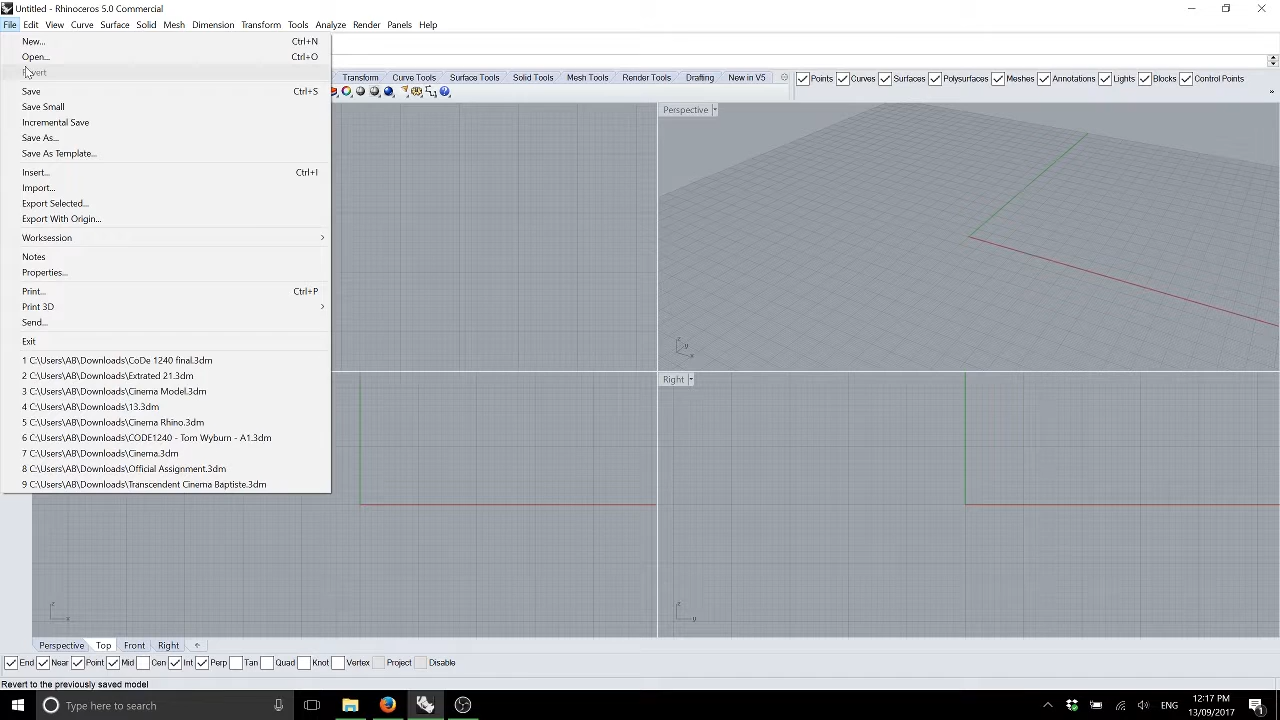 Untitled - Rhinoceros 5.0 Commercial
File Edit View Curve Surface Solid Mesh Dimension Transform Tools Analyze Render Panels Help
New... Ctrl+N
Open... Ctrl+O
Revert
Save Ctrl+S
Save Small
Incremental Save
Save As...
Save As Template...
Insert... Ctrl+I
Import...
Export Selected...
Export With Origin...
Worksession
Notes
Properties...
Print... Ctrl+P
Print 3D
Send...
Exit
1 C:\Users\AB\Downloads\CoDe 1240 final.3dm
2 C:\Users\AB\Downloads\Extrated 21.3dm
3 C:\Users\AB\Downloads\Cinema Model.3dm
4 C:\Users\AB\Downloads\13.3dm
5 C:\Users\AB\Downloads\Cinema Rhino.3dm
6 C:\Users\AB\Downloads\CODE1240 - Tom Wyburn - A1.3dm
7 C:\Users\AB\Downloads\Cinema.3dm
8 C:\Users\AB\Downloads\Official Assignment.3dm
9 C:\Users\AB\Downloads\Transcendent Cinema Baptiste.3dm
Transform Curve Tools Surface Tools Solid Tools Mesh Tools Render Tools Drafting New in V5
Points Curves Surfaces Polysurfaces Meshes Annotations Lights Blocks Control Points
»
Perspective
z
y
x
Right
z
x
z
y
Perspective Top Front Right
End Near Point Mid Cen Int Perp Tan Quad Knot Vertex Project Disable
Revert to the previously saved model
Type here to search
ENG
12:17 PM
13/09/2017
1